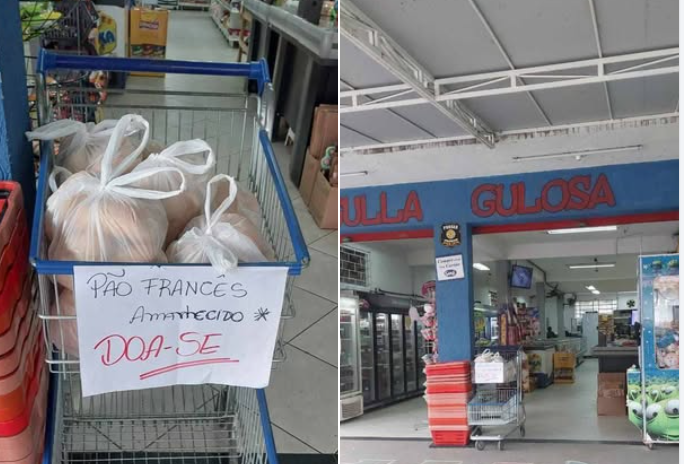 PÃO FRANCÊS
AMANHECIDO *
DOA-SE
ULLA GULOSA